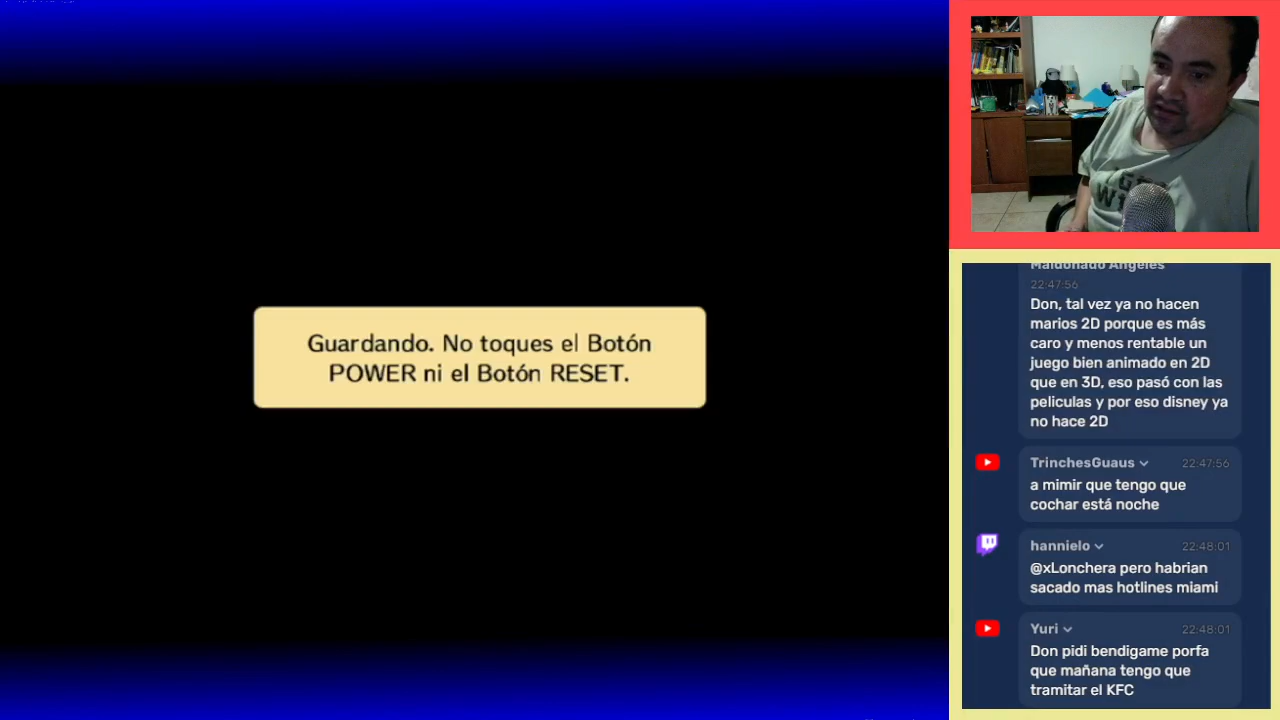 Guardando. No toques el Botón
POWER ni el Botón RESET.
Maldonado Angeles
22:47:56
Don, tal vez ya no hacen
marios 2D porque es más
caro y menos rentable un
juego bien animado en 2D
que en 3D, eso pasó con las
peliculas y por eso disney ya
no hace 2D
TrinchesGuaus 22:47:56
a mimir que tengo que
cochar está noche
hannielo 22:48:01
@xLonchera pero habrian
sacado mas hotlines miami
Yuri 22:48:01
Don pidi bendigame porfa
que mañana tengo que
tramitar el KFC